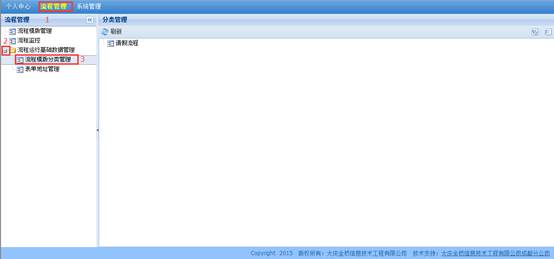 个人中心 流程管理 系统管理
流程管理 1 分类管理
流程模版管理 刷新
2 流程监控 请假流程
流程运行基础数据管理
流程模版分类管理 3
表单地址管理
Copyright 2015 版权所有：大庆金桥信息技术工程有限公司 技术支持：大庆金桥信息技术工程有限公司成都分公司